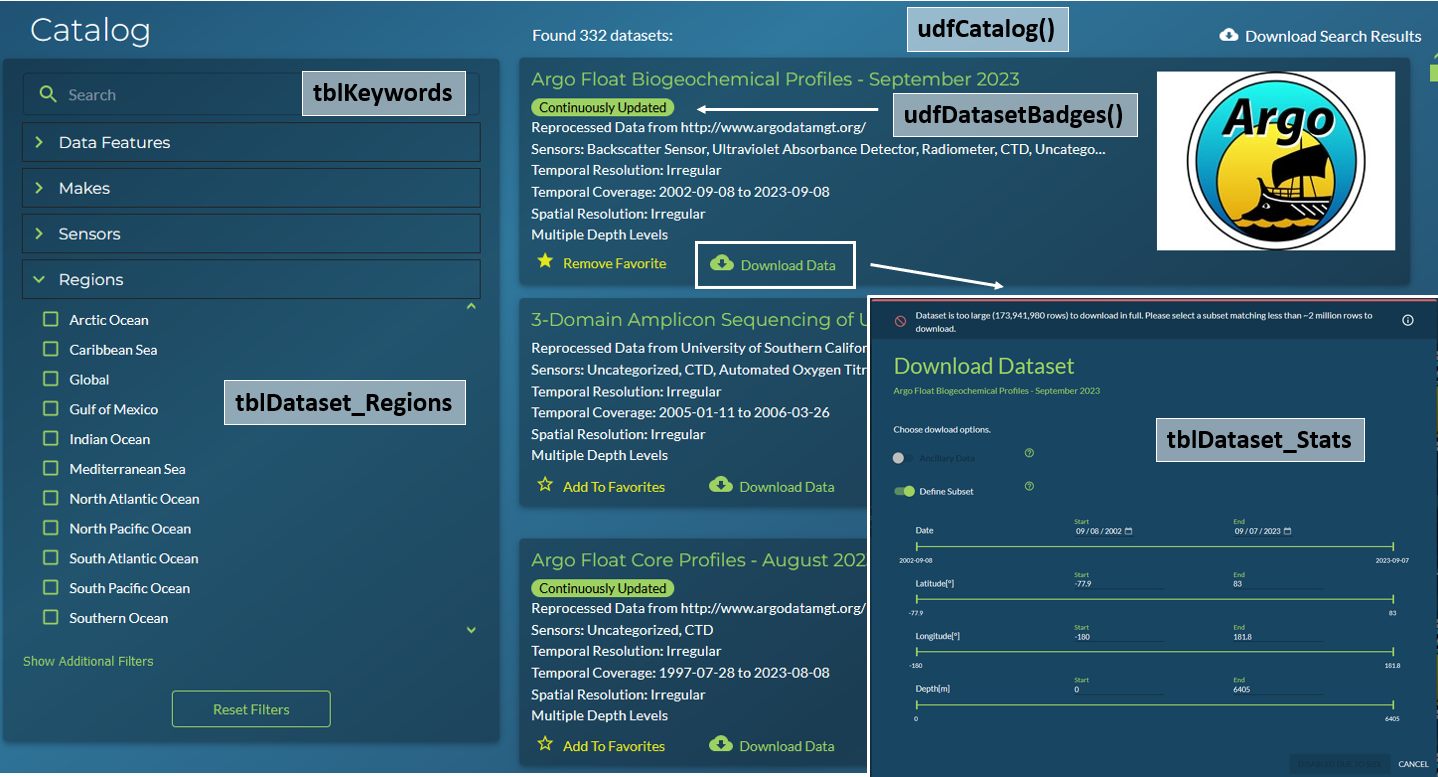 Catalog
Found 332 datasets:
udfCatalog()
Download Search Results
Search
tblKeywords
Data Features
Makes
Sensors
Regions
Arctic Ocean
Caribbean Sea
Global
Gulf of Mexico
Indian Ocean
Mediterranean Sea
North Atlantic Ocean
North Pacific Ocean
South Atlantic Ocean
South Pacific Ocean
Southern Ocean
tblDataset_Regions
Show Additional Filters
Reset Filters
Argo Float Biogeochemical Profiles - September 2023
Continuously Updated
udfDatasetBadges()
Reprocessed Data from http://www.argodatamgt.org/
Sensors: Backscatter Sensor, Ultraviolet Absorbance Detector, Radiometer, CTD, Uncatego...
Temporal Resolution: Irregular
Temporal Coverage: 2002-09-08 to 2023-09-08
Spatial Resolution: Irregular
Multiple Depth Levels
Remove Favorite
Download Data
Argo
3-Domain Amplicon Sequencing of U
Reprocessed Data from University of Southern Califor
Sensors: Uncategorized, CTD, Automated Oxygen Titr
Temporal Resolution: Irregular
Temporal Coverage: 2005-01-11 to 2006-03-26
Spatial Resolution: Irregular
Multiple Depth Levels
Add To Favorites
Download Data
Argo Float Core Profiles - August 202
Continuously Updated
Reprocessed Data from http://www.argodatamgt.org/
Sensors: Uncategorized, CTD
Temporal Resolution: Irregular
Temporal Coverage: 1997-07-28 to 2023-08-08
Spatial Resolution: Irregular
Multiple Depth Levels
Add To Favorites
Download Data
Dataset is too large (173,941,980 rows) to download in full. Please select a subset matching less than ~2 million rows to
download.
Download Dataset
Argo Float Biogeochemical Profiles - September 2023
Choose dowload options.
tblDataset_Stats
Ancillary Data
Define Subset
Date
Start
09/08/2002
End
09/07/2023
2002-09-08
2023-09-07
Latitude[°]
Start
-77.9
End
83
-77.9
83
Longitude[°]
Start
-180
End
181.8
-180
181.8
Depth[m]
Start
0
End
6405
0
6405
DISABLED DUE TO SIZE
CANCEL